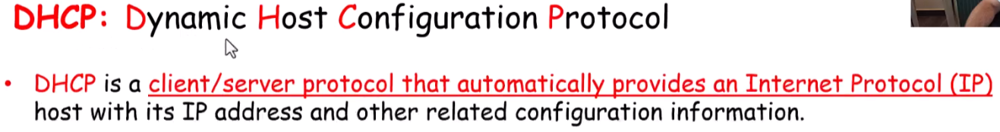 DHCP: Dynamic Host Configuration Protocol
• DHCP is a client/server protocol that automatically provides an Internet Protocol (IP)
host with its IP address and other related configuration information.